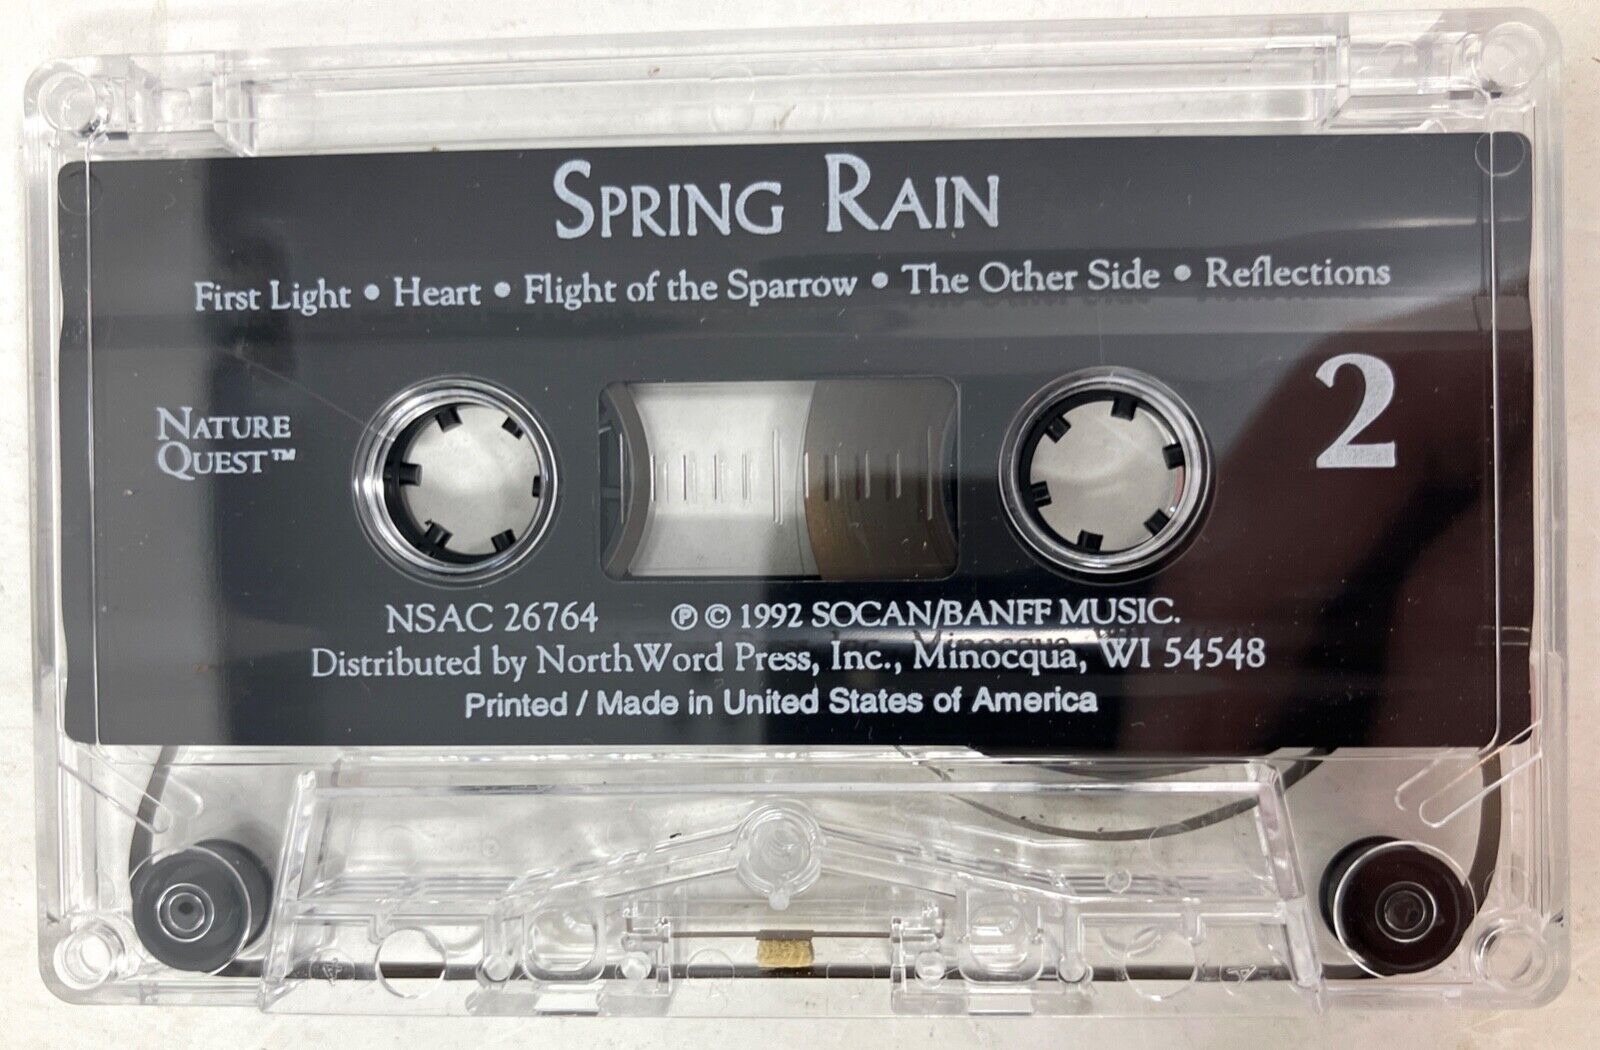 SPRING RAIN
First Light • Heart • Flight of the Sparrow • The Other Side • Reflections
2
NATURE
QUEST™
NSAC 26764 ℗ © 1992 SOCAN/BANFF MUSIC.
Distributed by NorthWord Press, Inc., Minocqua, WI 54548
Printed / Made in United States of America